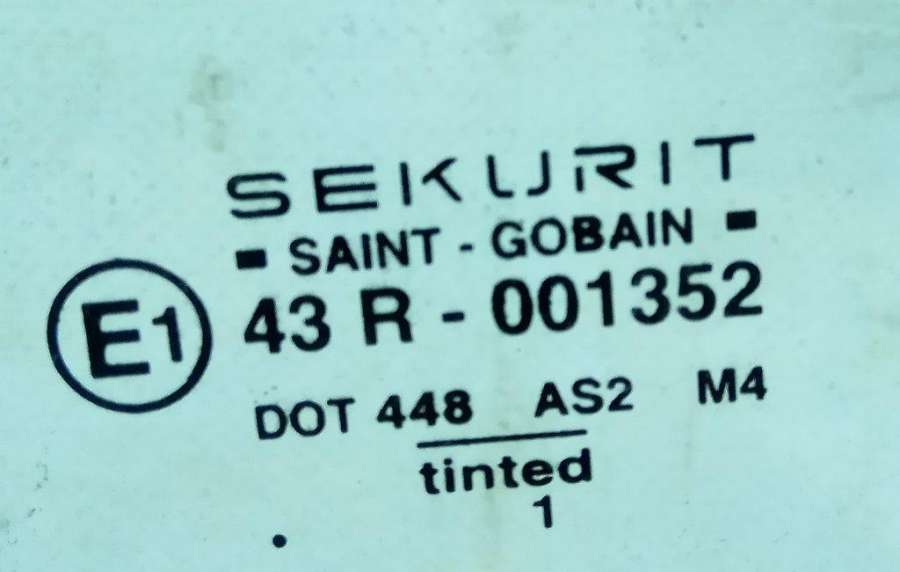 SEKURIT
- SAINT - GOBAIN -
E1
43 R - 001352
DOT 448 AS2 M4
tinted
1